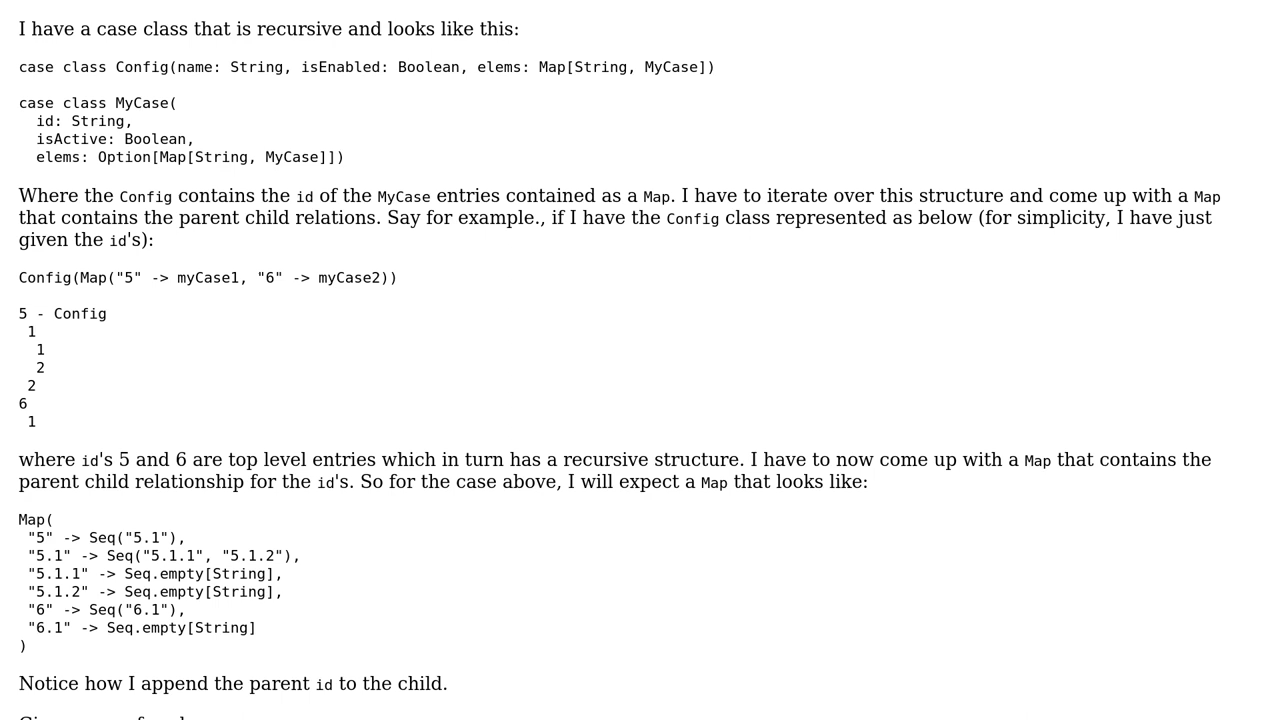 I have a case class that is recursive and looks like this:
case class Config(name: String, isEnabled: Boolean, elems: Map[String, MyCase])
case class MyCase(
  id: String,
  isActive: Boolean,
  elems: Option[Map[String, MyCase]])
Where the Config contains the id of the MyCase entries contained as a Map. I have to iterate over this structure and come up with a Map
that contains the parent child relations. Say for example., if I have the Config class represented as below (for simplicity, I have just
given the id's):
Config(Map("5" -> myCase1, "6" -> myCase2))
5 - Config
 1
  1
  2
 2
6
 1
where id's 5 and 6 are top level entries which in turn has a recursive structure. I have to now come up with a Map that contains the
parent child relationship for the id's. So for the case above, I will expect a Map that looks like:
Map(
 "5" -> Seq("5.1"),
 "5.1" -> Seq("5.1.1", "5.1.2"),
 "5.1.1" -> Seq.empty[String],
 "5.1.2" -> Seq.empty[String],
 "6" -> Seq("6.1"),
 "6.1" -> Seq.empty[String]
)
Notice how I append the parent id to the child.